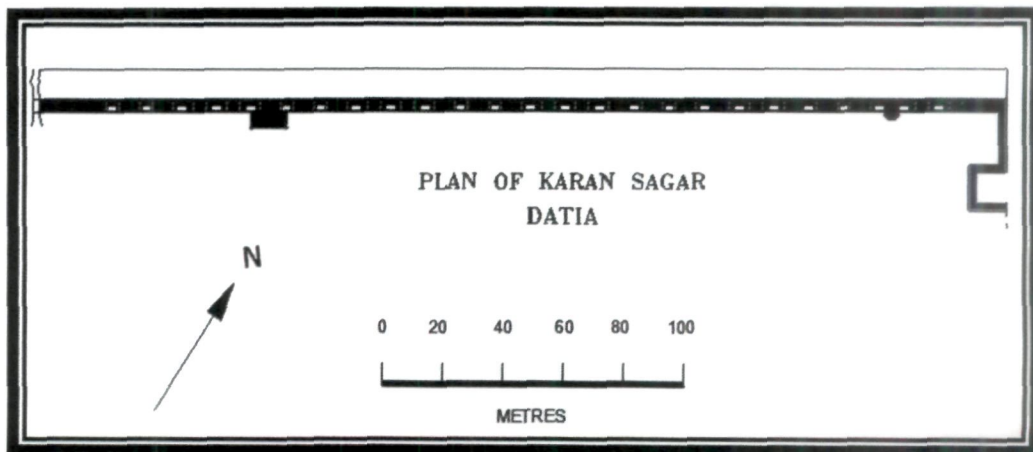 PLAN OF KARAN SAGAR
DATIA
N
0 20 40 60 80 100
METRES